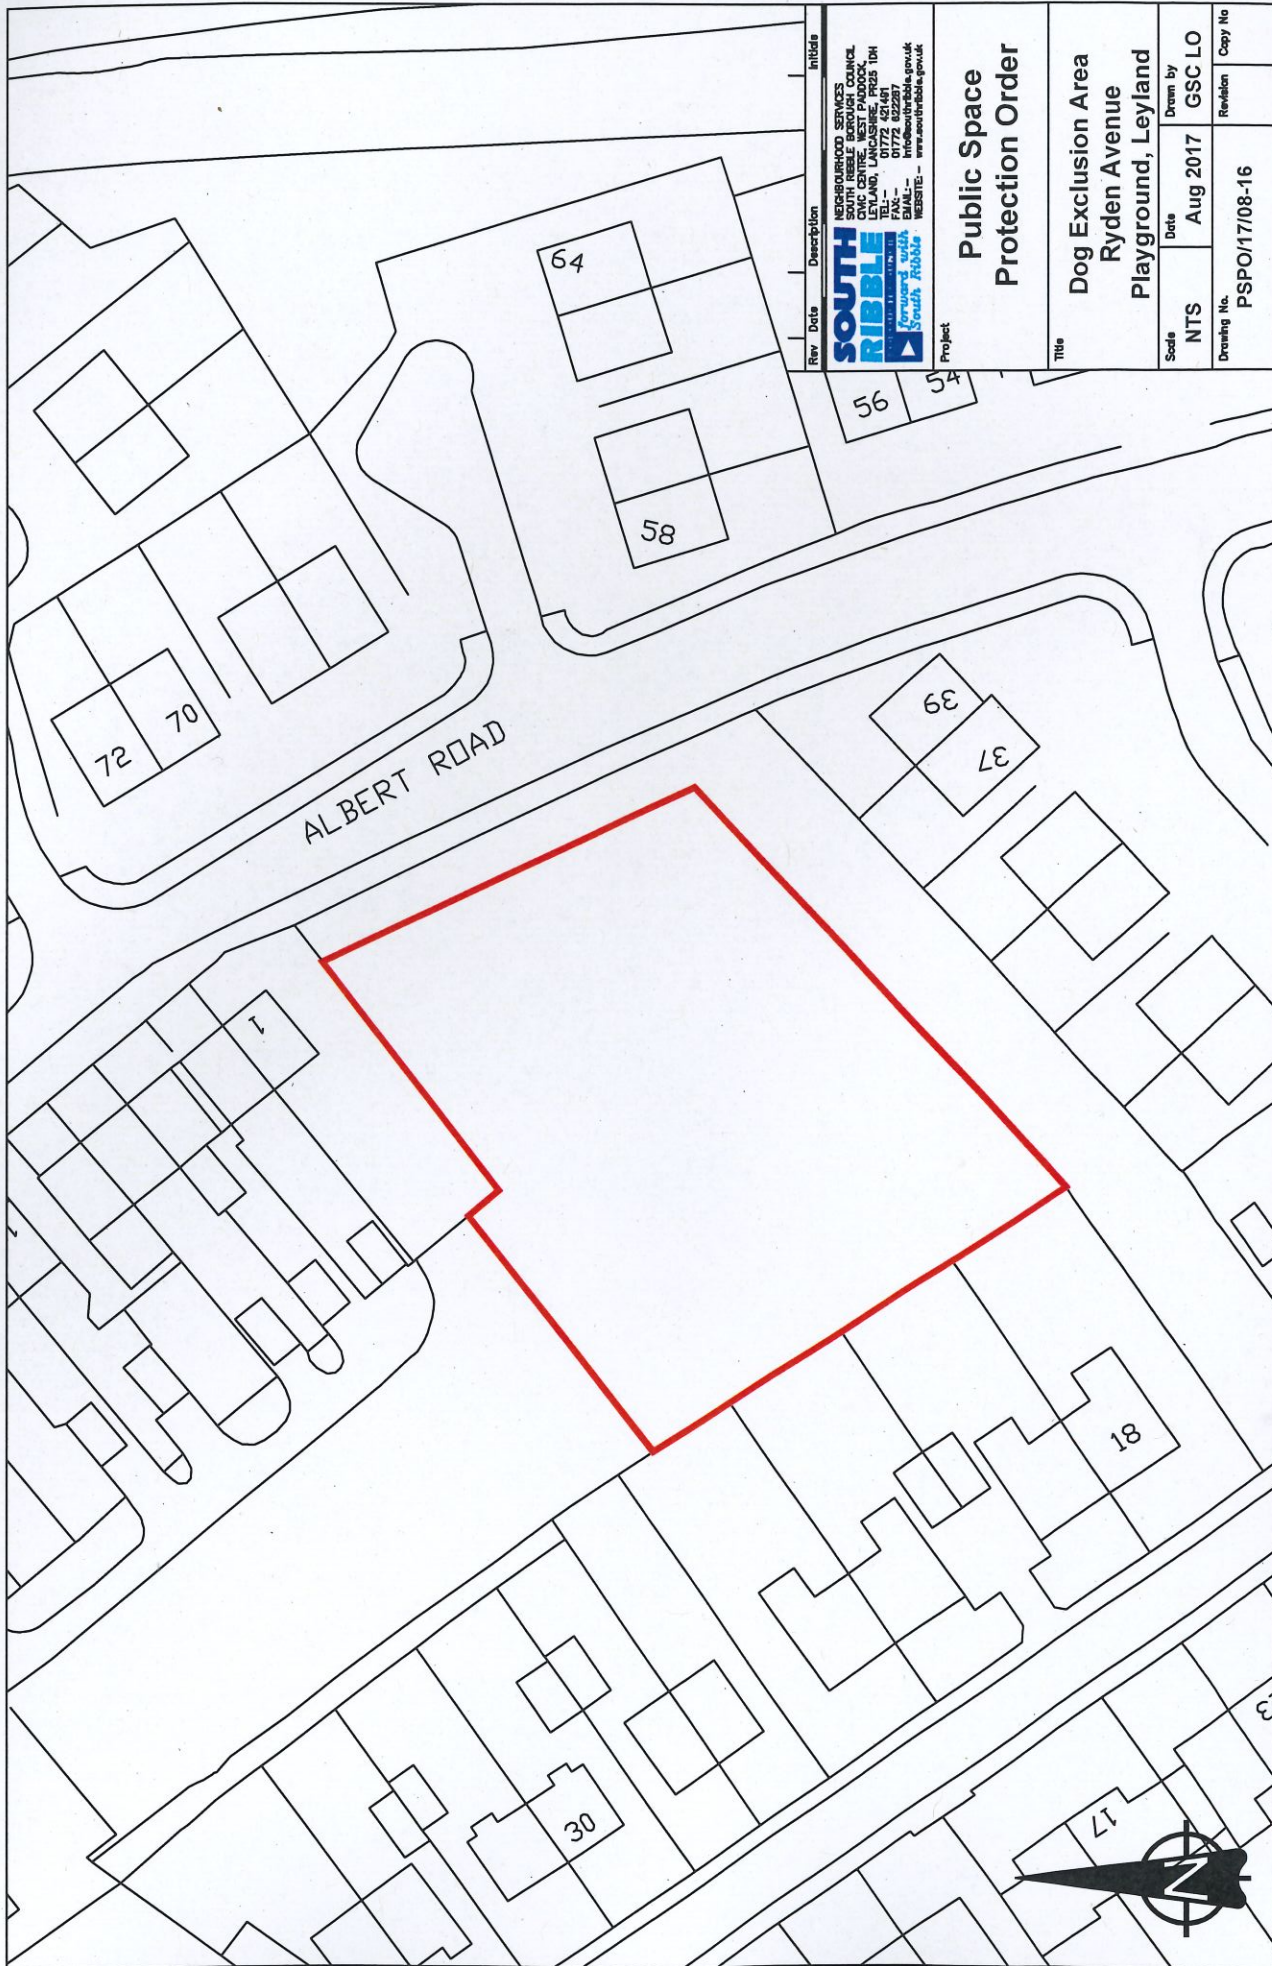 72
70
64
58
56
54
ALBERT ROAD
39
37
1
18
30
17
Rev Date Description Initials
SOUTH
RIBBLE
forward with
South Ribble
NEIGHBOURHOOD SERVICES
SOUTH RIBBLE BOROUGH COUNCIL
CIVIC CENTRE, WEST PADDOCK,
LEYLAND, LANCASHIRE, PR25 1DH
TEL:- 01772 421491
FAX:- 01772 622287
EMAIL:- info@southribble.gov.uk
WEBSITE:- www.southribble.gov.uk
Project
Public Space
Protection Order
Title
Dog Exclusion Area
Ryden Avenue
Playground, Leyland
Scale NTS
Date Aug 2017
Drawn by GSC LO
Drawing No. PSPO/17/08-16
Revision
Copy No
N